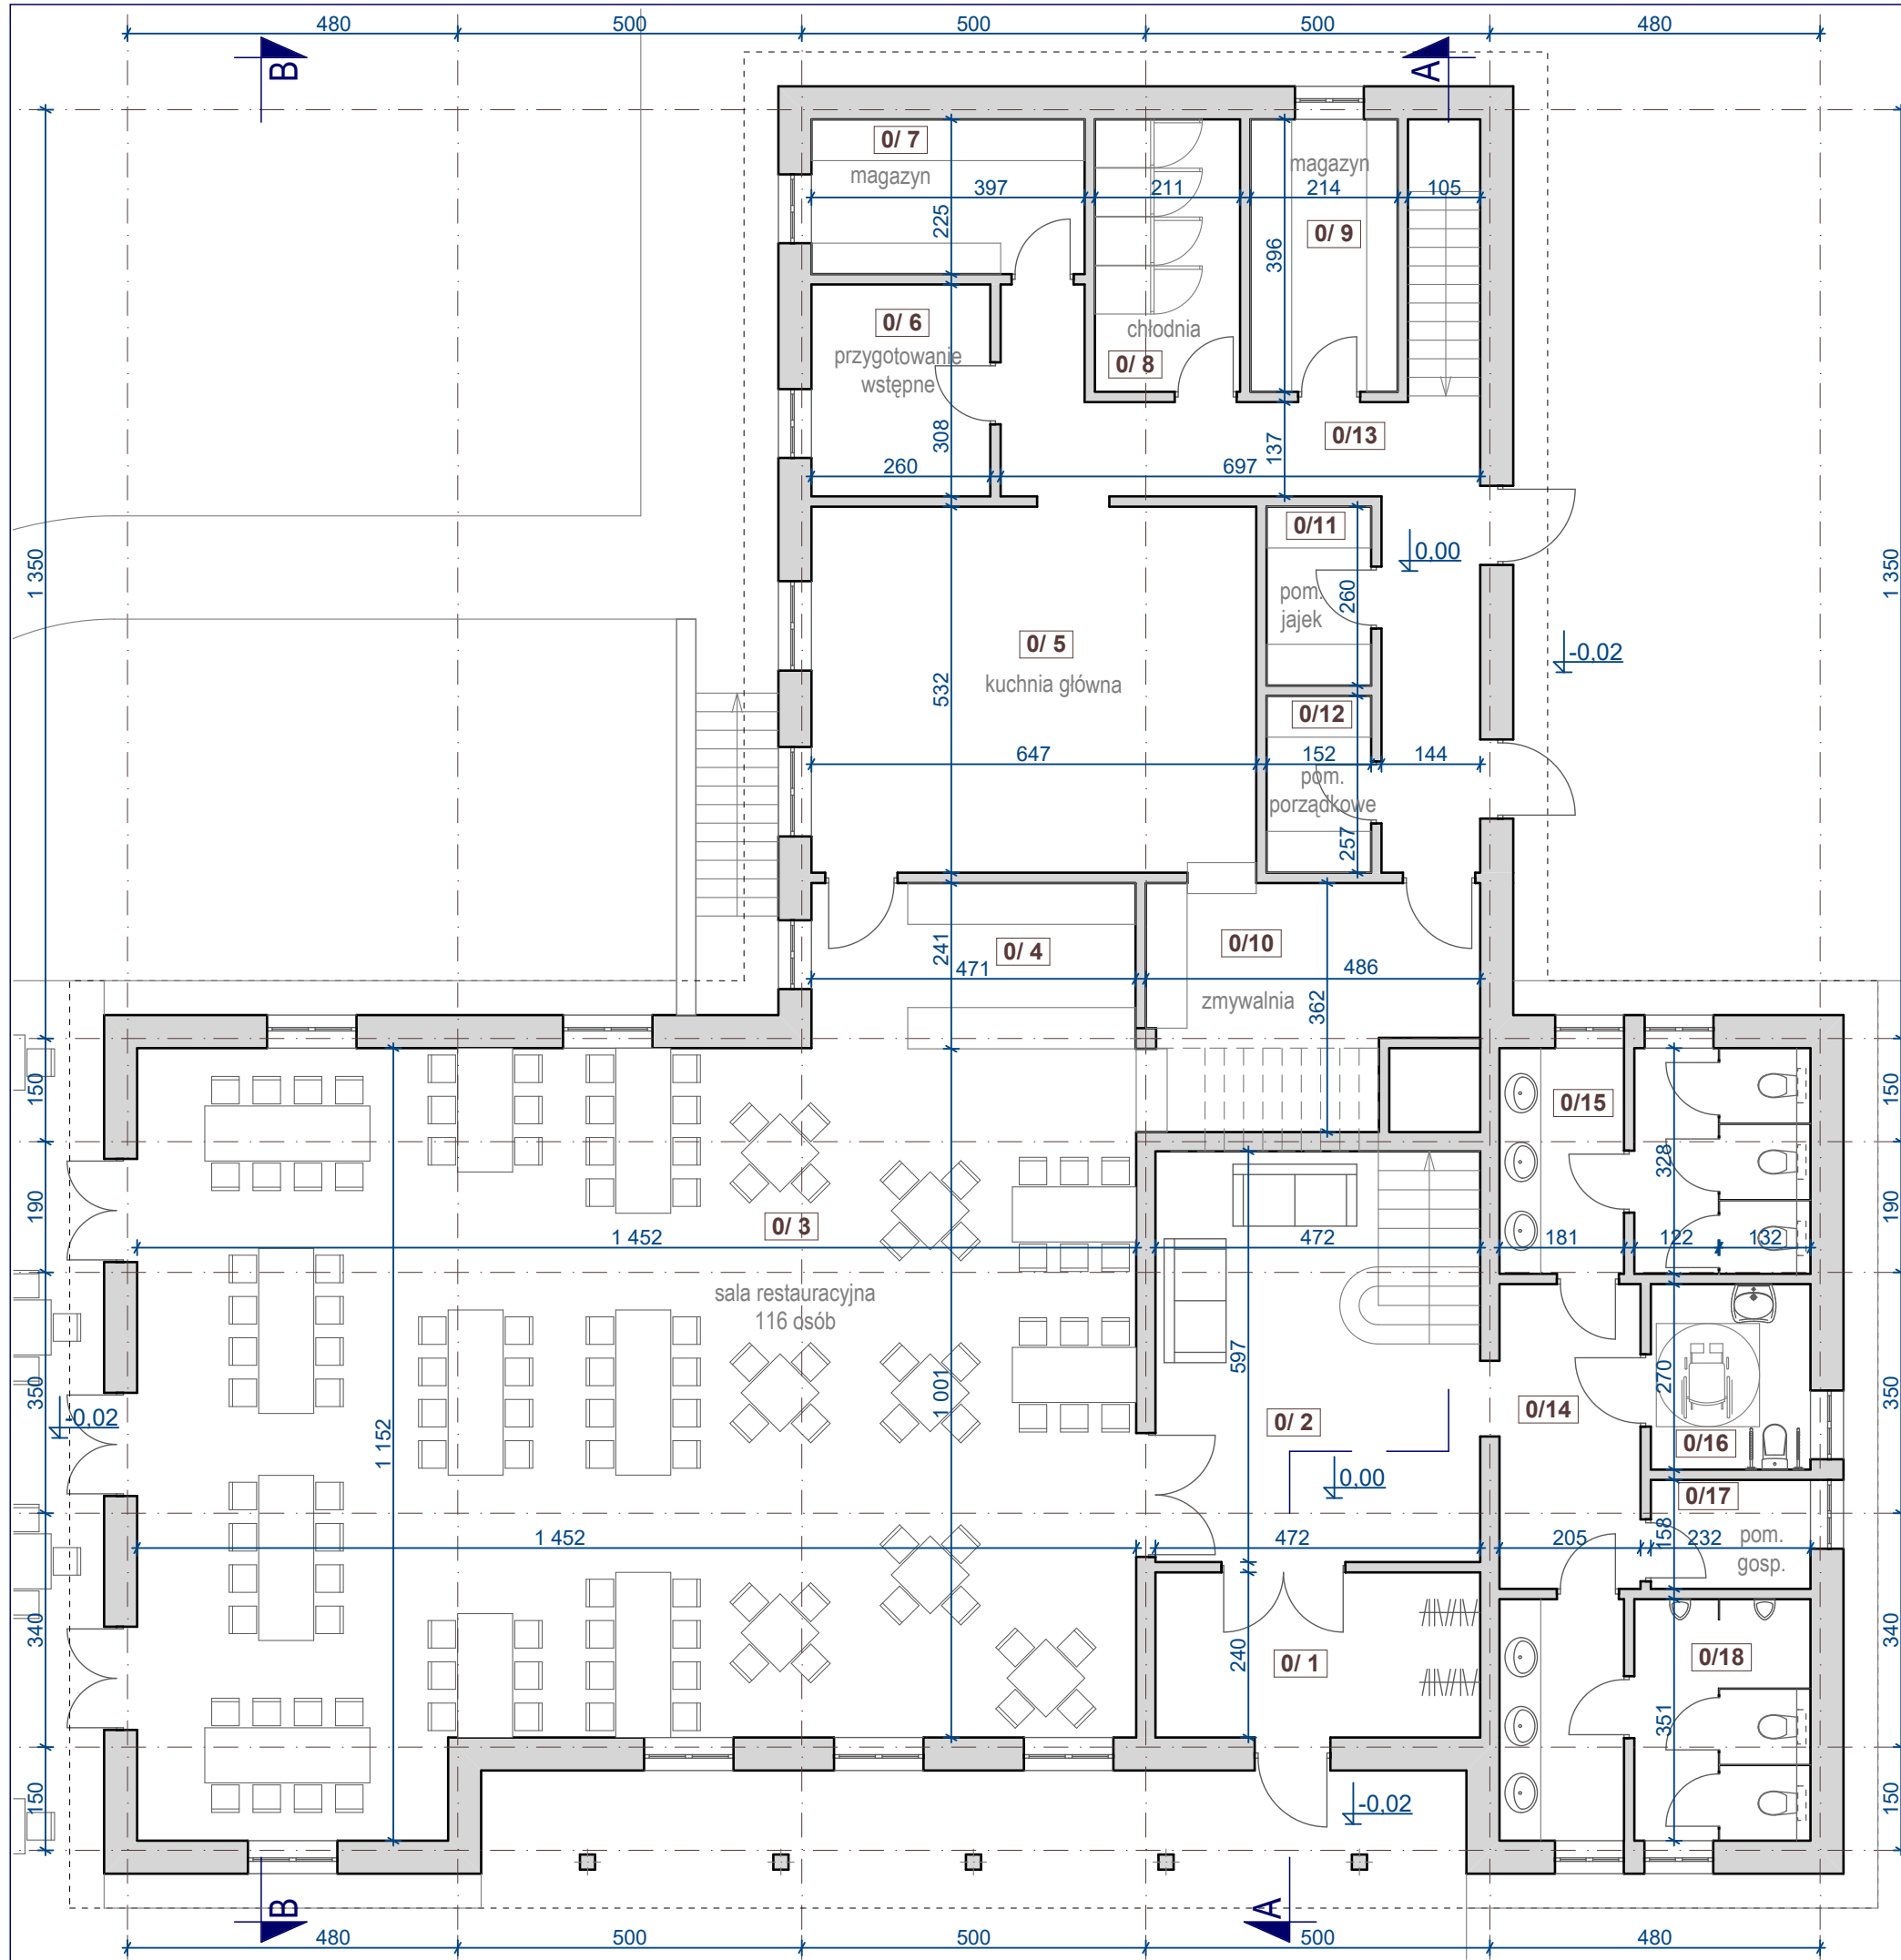 480 500 500 500 480
B A
0/ 7
magazyn
magazyn
397 211 214 105
225
0/ 9
396
0/ 6
przygotowanie
wstępne
chłodnia
0/ 8
308
137
0/13
260 697
0/11
0,00
1 350
1 350
pom.
jajek
260
0/ 5
kuchnia główna
-0,02
532
0/12
647 152 144
pom.
porządkowe
257
241
0/ 4
0/10
471 486
zmywalnia
362
150
150
0/15
328
190
190
0/ 3
1 452 472 181 122 132
sala restauracyjna
116 osób
597
350
270
350
1 001
0/ 2
0/14
-0,02
1 152
0/16
0,00
0/17
1 452 472 205 158 232
pom.
gosp.
340
240
0/ 1
0/18
340
351
150
-0,02
150
B A
480 500 500 500 480